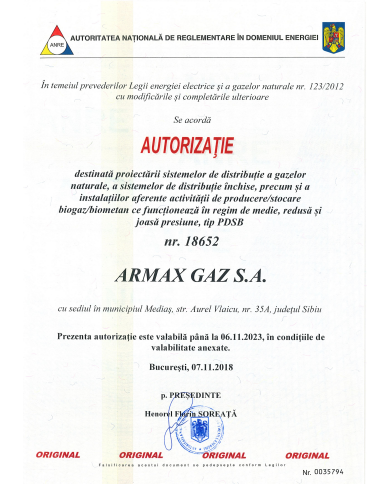 ANRE
AUTORITATEA NAȚIONALĂ DE REGLEMENTARE ÎN DOMENIUL ENERGIEI
În temeiul prevederilor Legii energiei electrice și a gazelor naturale nr. 123/2012
cu modificările și completările ulterioare
Se acordă
AUTORIZAŢIE
destinată proiectării sistemelor de distribuție a gazelor
naturale, a sistemelor de distribuție închise, precum și a
instalațiilor aferente activității de producere/stocare
biogaz/biometan ce funcționează în regim de medie, redusă și
joasă presiune, tip PDSB
nr. 18652
ARMAX GAZ S.A.
cu sediul în municipiul Mediaș, str. Aurel Vlaicu, nr. 35A, județul Sibiu
Prezenta autorizație este valabilă până la 06.11.2023, în condițiile de
valabilitate anexate.
București, 07.11.2018
p. PREȘEDINTE
Henorel Florin SOREAȚĂ
ORIGINAL ORIGINAL ORIGINAL ORIGINAL
Falsificarea acestui document se pedepsește conform Legilor
Nr. 0035794